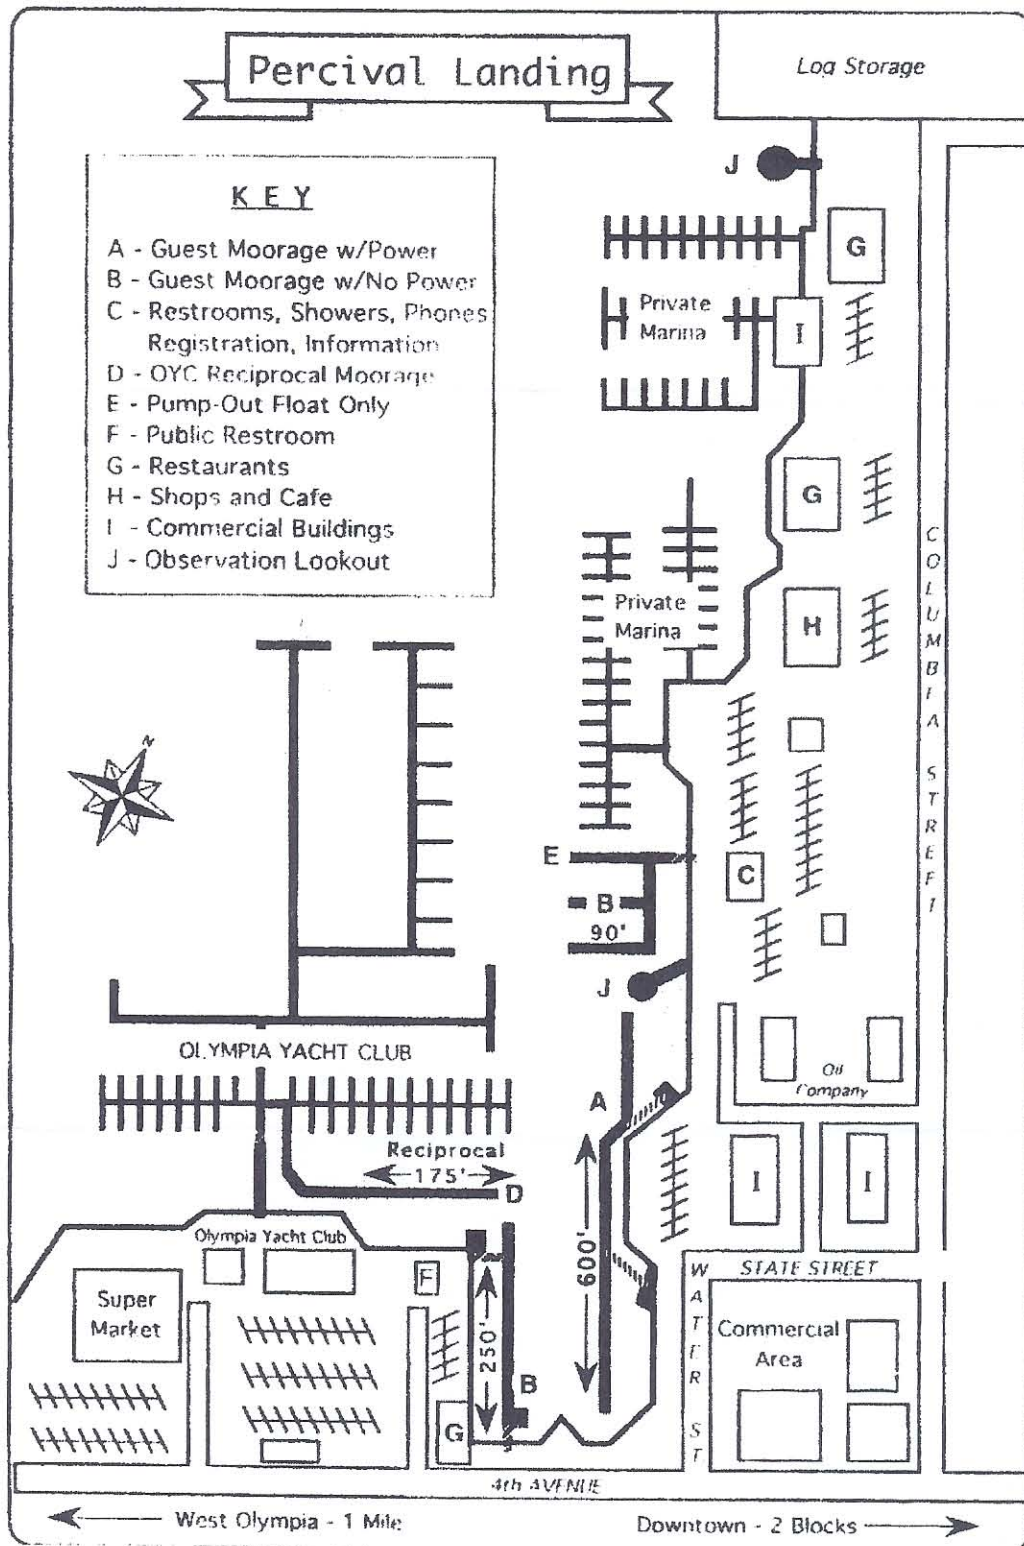 Percival Landing
Log Storage
KEY
A - Guest Moorage w/Power
B - Guest Moorage w/No Power
C - Restrooms, Showers, Phones
Registration, Information
D - OYC Reciprocal Moorage
E - Pump-Out Float Only
F - Public Restroom
G - Restaurants
H - Shops and Cafe
I - Commercial Buildings
J - Observation Lookout
J
G
Private
Marina
I
G
Private
Marina
H
COLUMBIA STREET
N
E
C
B
90'
J
OLYMPIA YACHT CLUB
Oil
Company
A
Reciprocal
175'
D
I
I
Olympia Yacht Club
600'
STATE STREET
WATER ST
F
Super
Market
250'
Commercial
Area
B
G
4th AVENUE
West Olympia - 1 Mile
Downtown - 2 Blocks